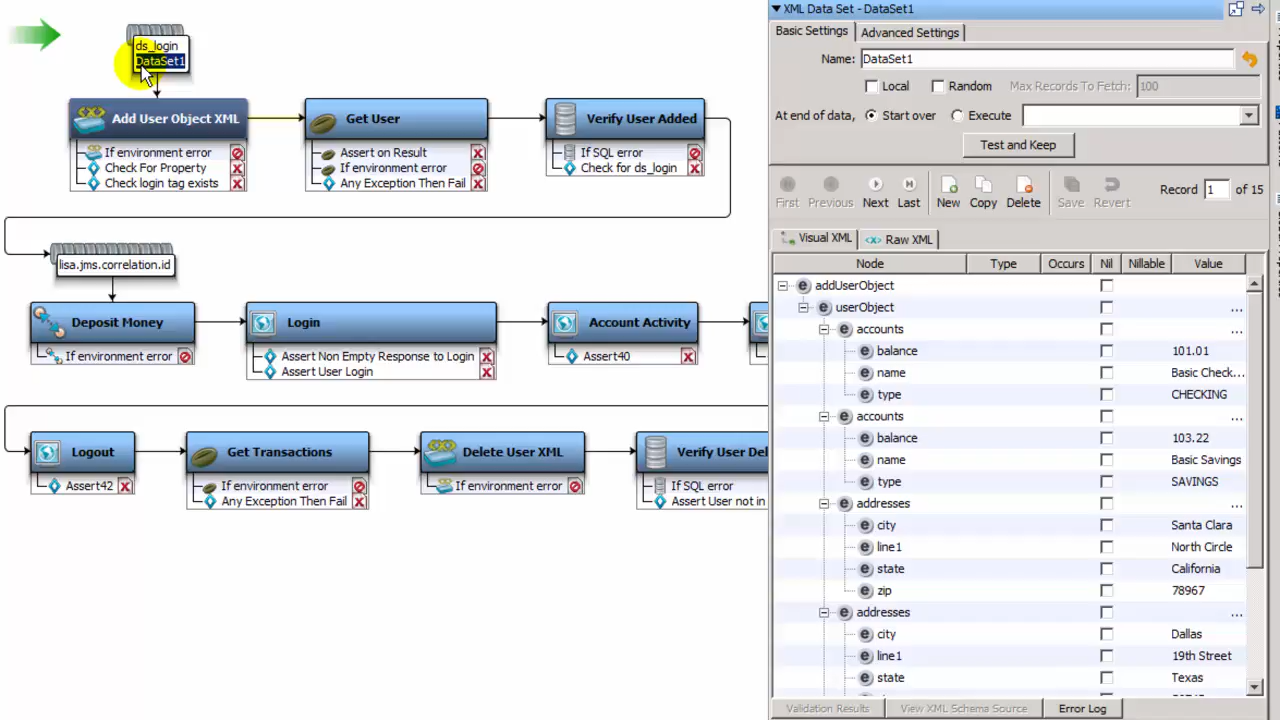 ds_login
DataSet1
Add User Object XML
If environment error
Check For Property
Check login tag exists
Get User
Assert on Result
If environment error
Any Exception Then Fail
Verify User Added
If SQL error
Check for ds_login
lisa.jms.correlation.id
Deposit Money
If environment error
Login
Assert Non Empty Response to Login
Assert User Login
Account Activity
Assert40
Logout
Assert42
Get Transactions
If environment error
Any Exception Then Fail
Delete User XML
If environment error
Verify User Del
If SQL error
Assert User not in
XML Data Set - DataSet1
Basic Settings Advanced Settings
Name: DataSet1
Local Random Max Records To Fetch: 100
At end of data, Start over Execute
Test and Keep
First Previous Next Last New Copy Delete Save Revert Record 1 of 15
Visual XML Raw XML
Node Type Occurs Nil Nillable Value
addUserObject
userObject ...
accounts ...
balance 101.01
name Basic Check...
type CHECKING
accounts ...
balance 103.22
name Basic Savings
type SAVINGS
addresses ...
city Santa Clara
line1 North Circle
state California
zip 78967
addresses ...
city Dallas
line1 19th Street
state Texas
Validation Results View XML Schema Source Error Log